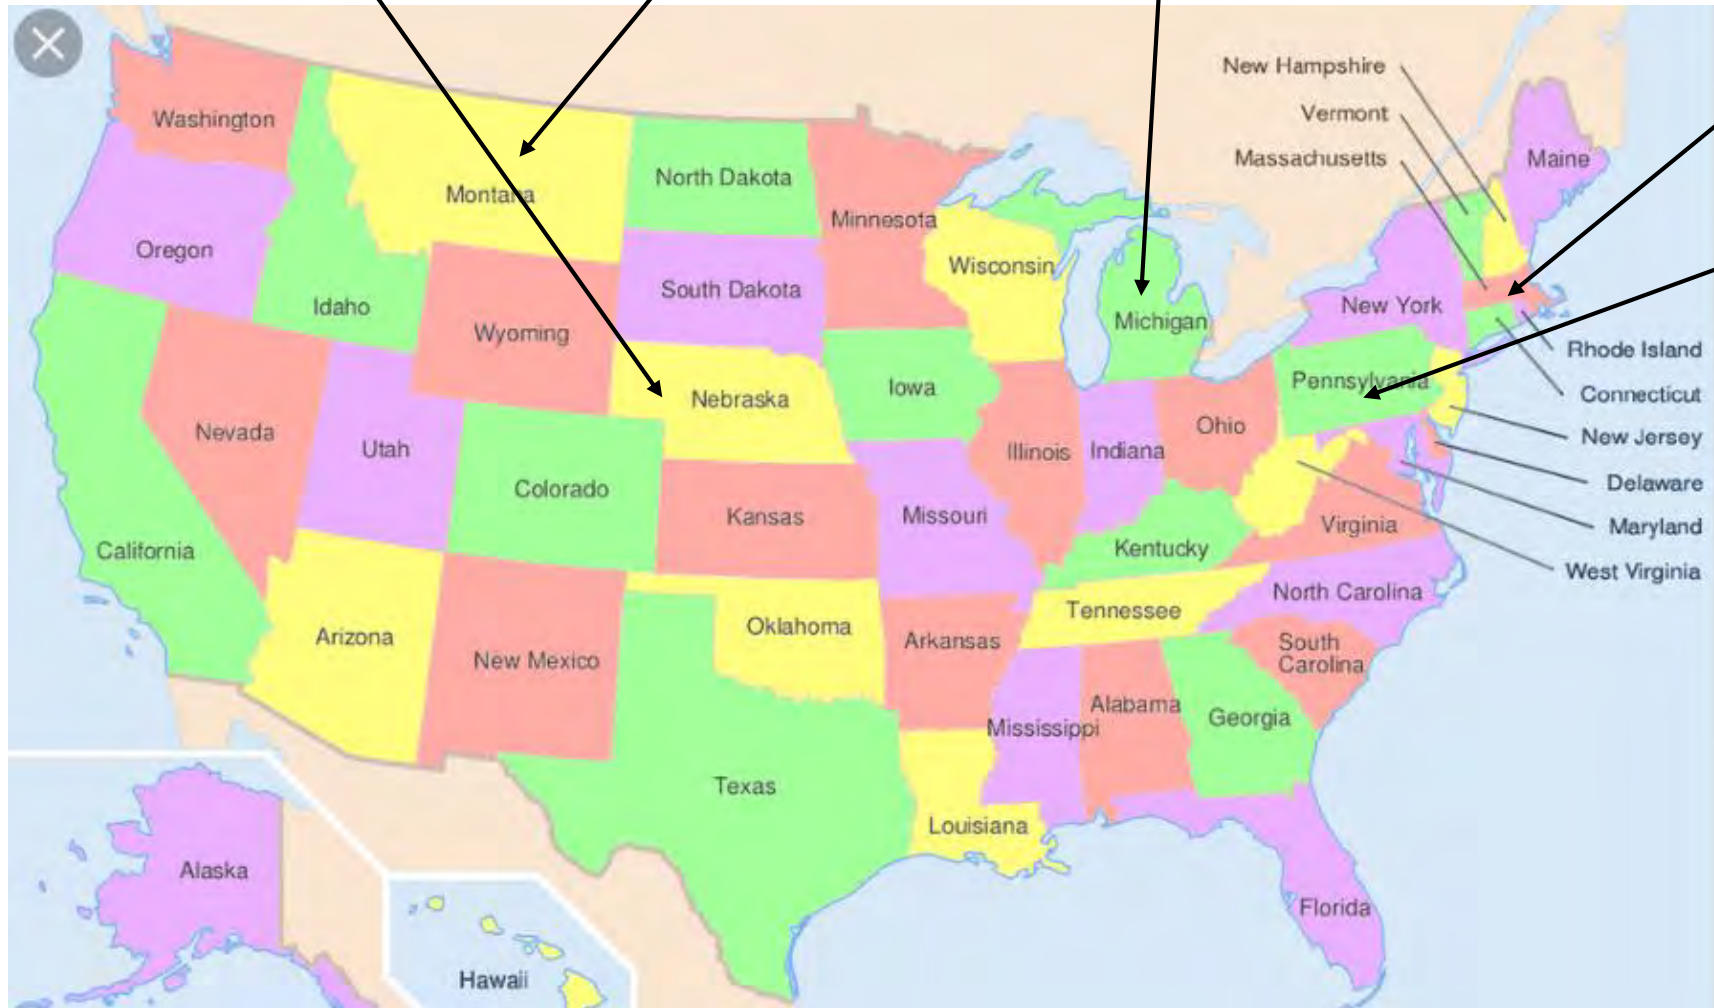 New Hampshire
Vermont
Massachusetts
Washington
Maine
North Dakota
Montana
Minnesota
Oregon
Wisconsin
South Dakota
Idaho
New York
Michigan
Wyoming
Rhode Island
Pennsylvania
Iowa
Connecticut
Nebraska
Ohio
Nevada
New Jersey
Utah
Illinois
Indiana
Delaware
Colorado
Kansas
Missouri
Virginia
Maryland
California
Kentucky
West Virginia
North Carolina
Tennessee
Oklahoma
Arizona
Arkansas
South
Carolina
New Mexico
Alabama
Georgia
Mississippi
Texas
Louisiana
Alaska
Florida
Hawaii